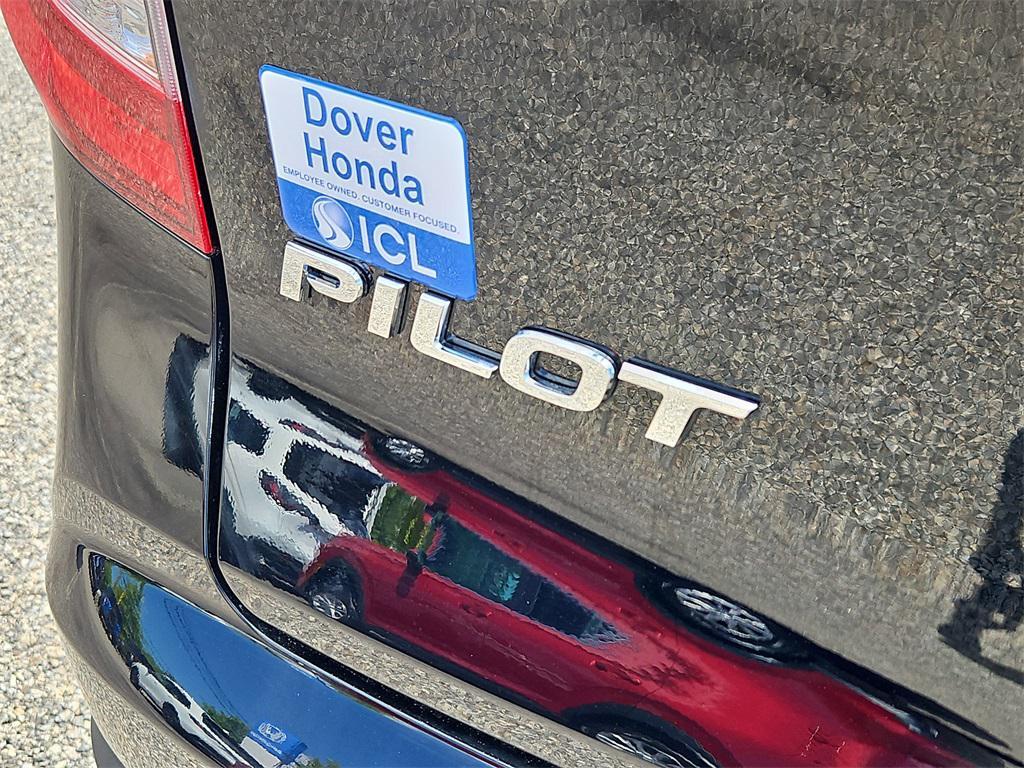 Dover
Honda
EMPLOYEE OWNED. CUSTOMER FOCUSED.
ICL
PILOT